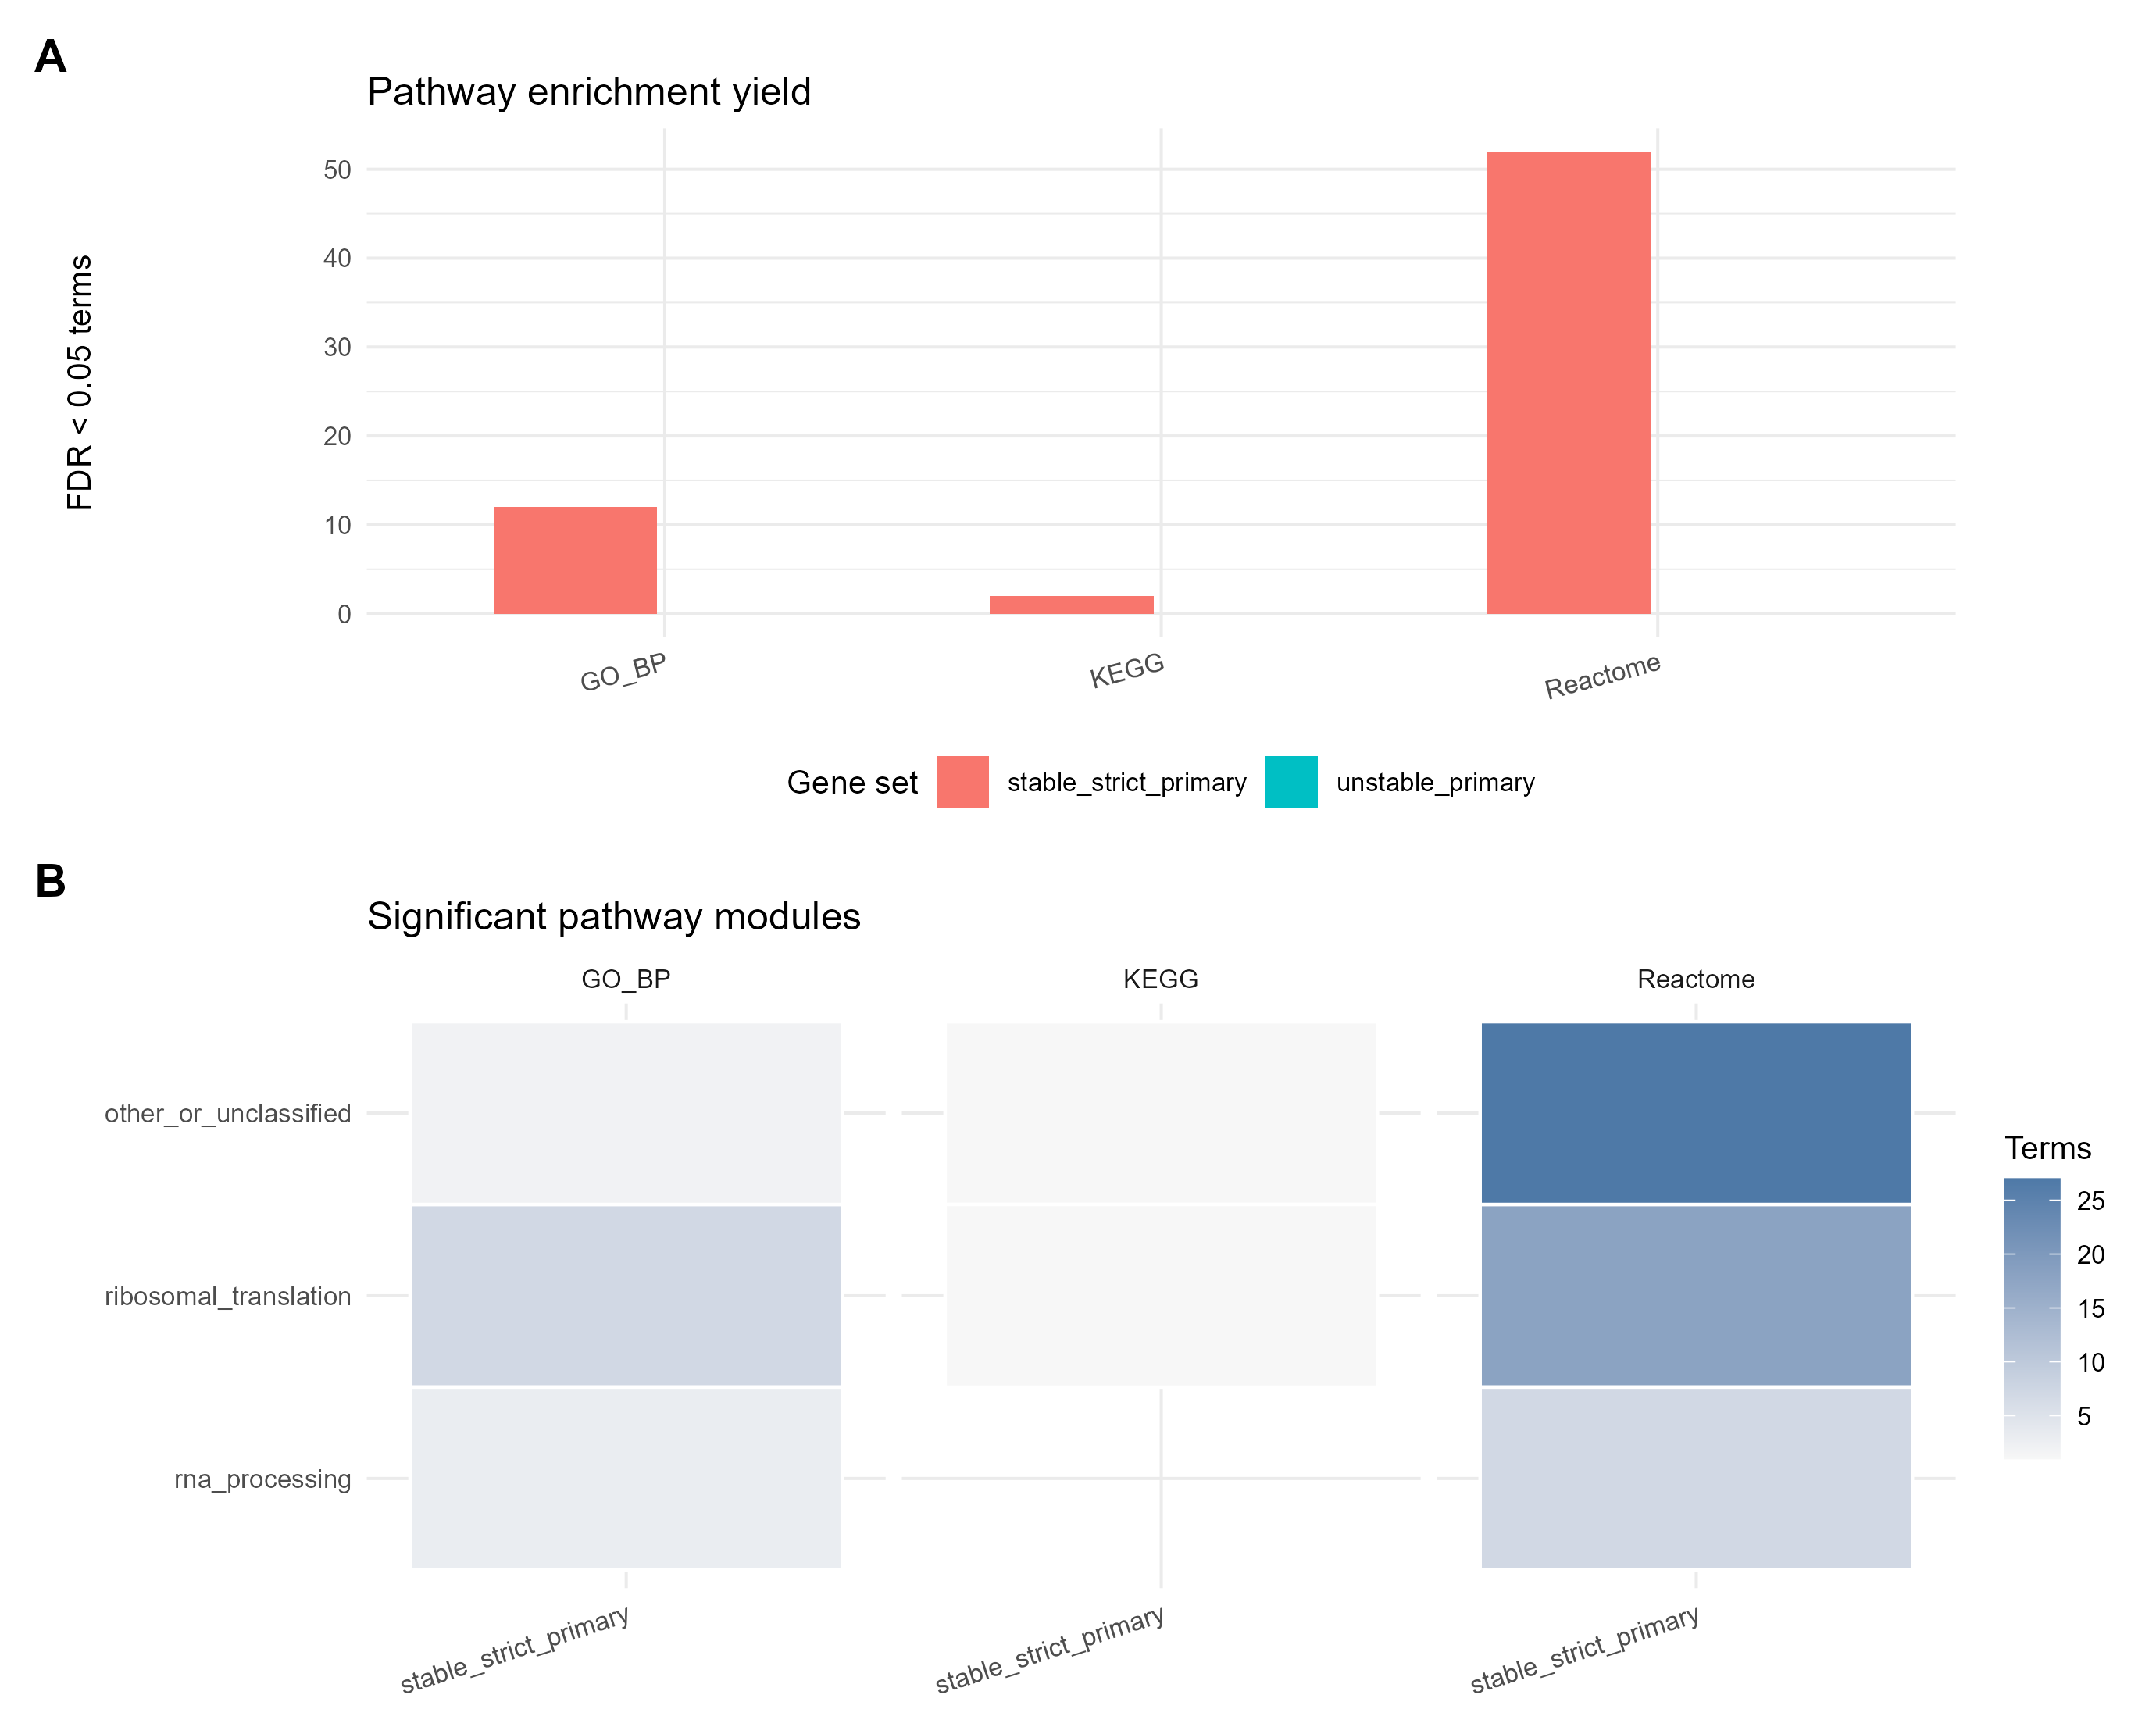 A
Pathway enrichment yield
FDR < 0.05 terms
50
40
30
20
10
0
GO_BP
KEGG
Reactome
Gene set
stable_strict_primary
unstable_primary
B
Significant pathway modules
GO_BP
KEGG
Reactome
other_or_unclassified
ribosomal_translation
rna_processing
stable_strict_primary
stable_strict_primary
stable_strict_primary
Terms
25
20
15
10
5